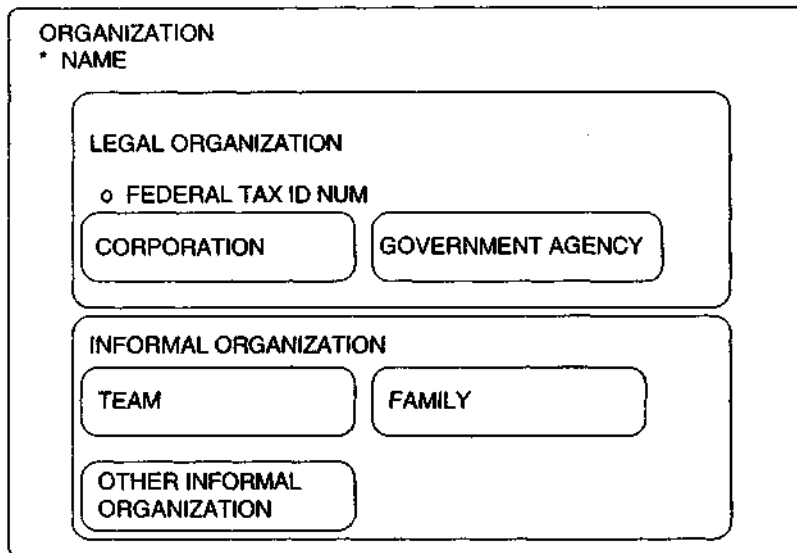 ORGANIZATION
* NAME
LEGAL ORGANIZATION
o FEDERAL TAX ID NUM
CORPORATION
GOVERNMENT AGENCY
INFORMAL ORGANIZATION
TEAM
FAMILY
OTHER INFORMAL
ORGANIZATION